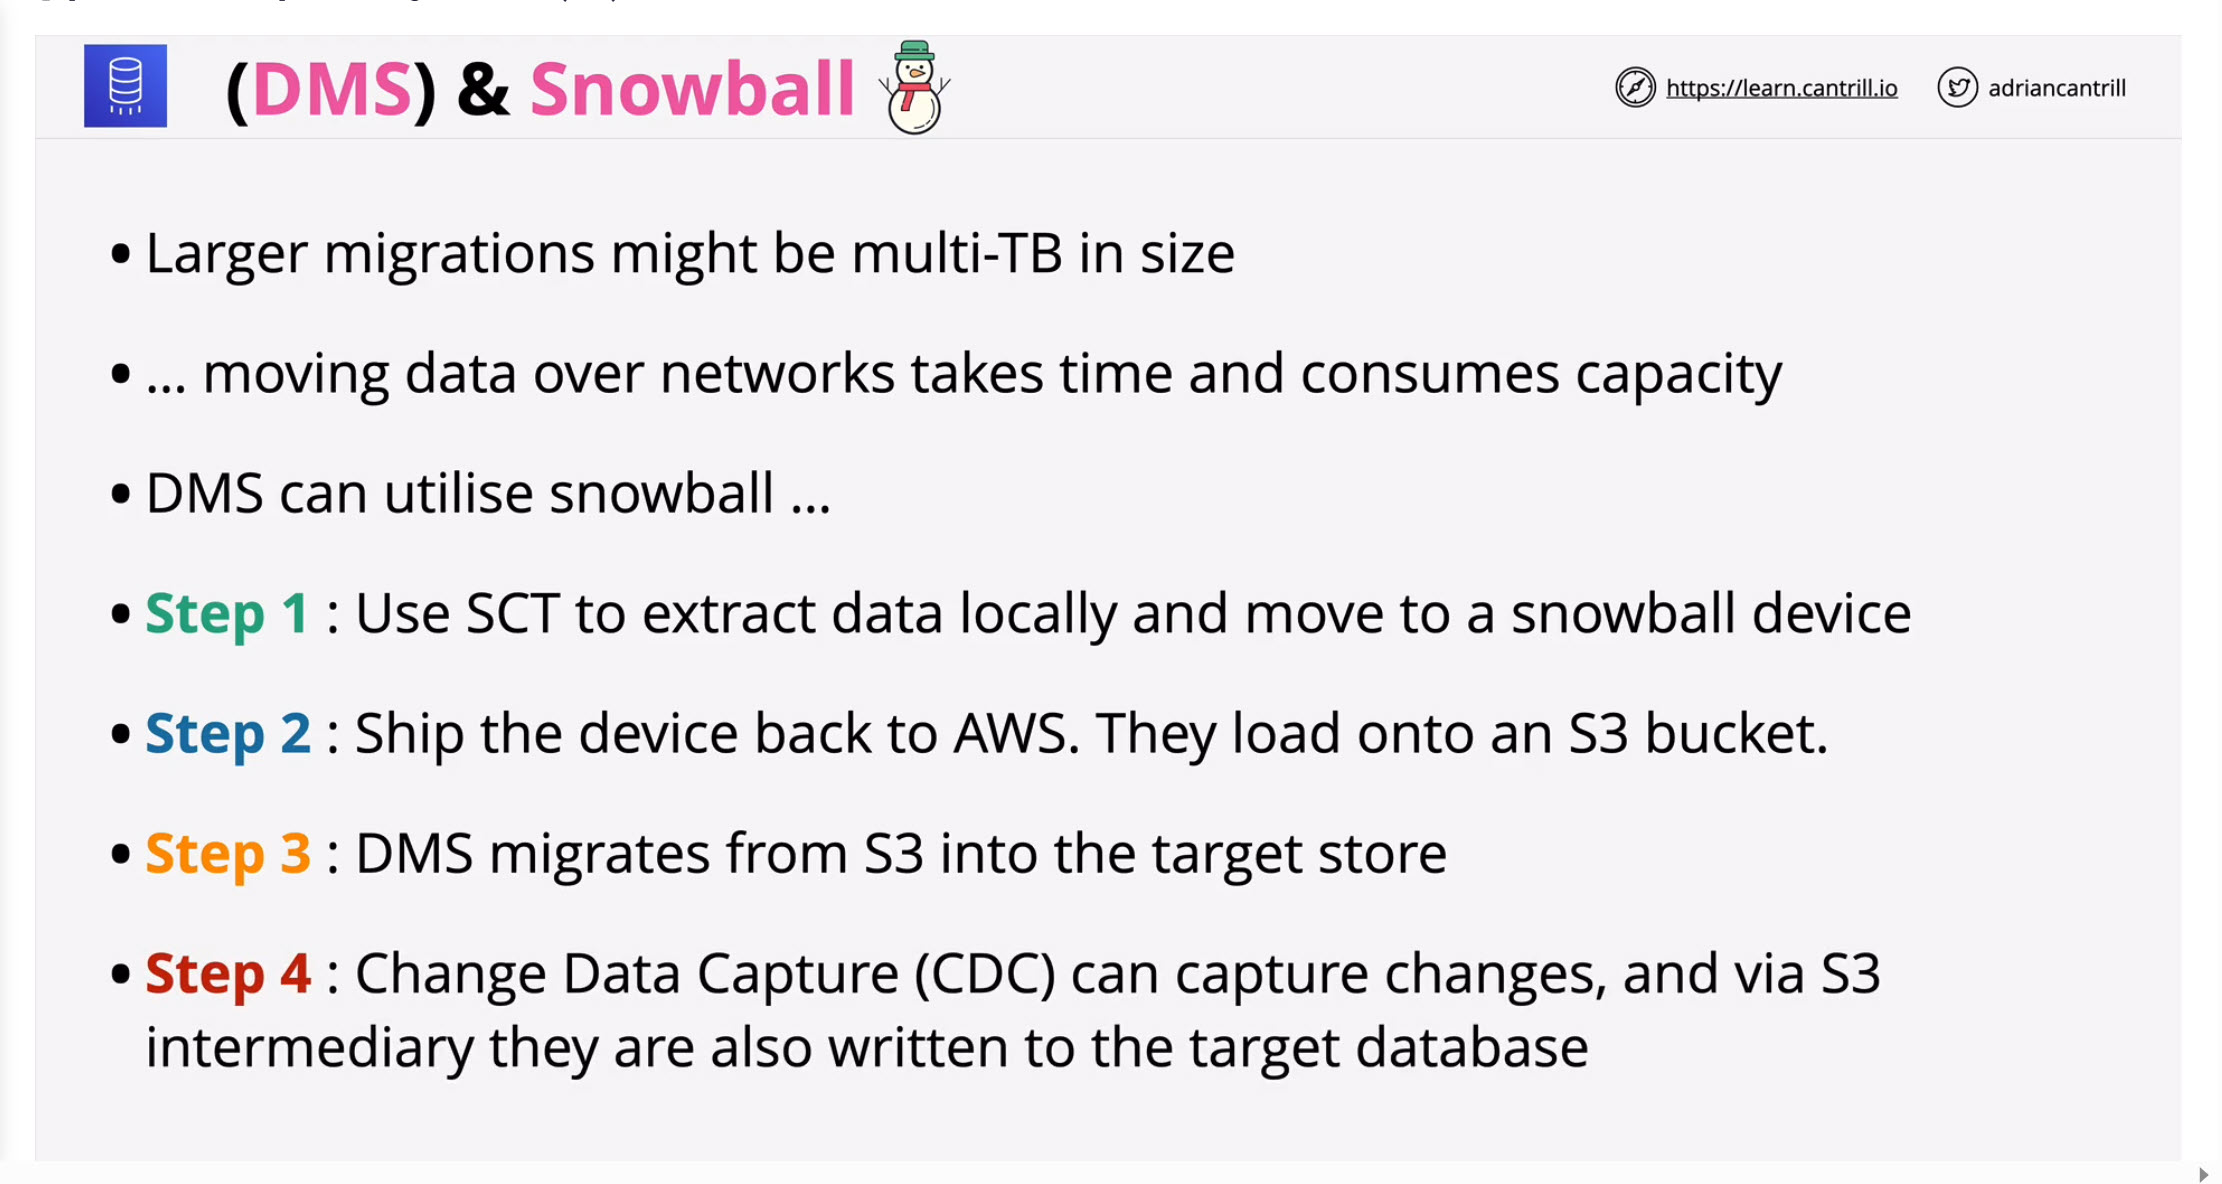 (DMS) & Snowball
https://learn.cantrill.io
adriancantrill
• Larger migrations might be multi-TB in size
• ... moving data over networks takes time and consumes capacity
• DMS can utilise snowball ...
• Step 1 : Use SCT to extract data locally and move to a snowball device
• Step 2 : Ship the device back to AWS. They load onto an S3 bucket.
• Step 3 : DMS migrates from S3 into the target store
• Step 4 : Change Data Capture (CDC) can capture changes, and via S3
intermediary they are also written to the target database